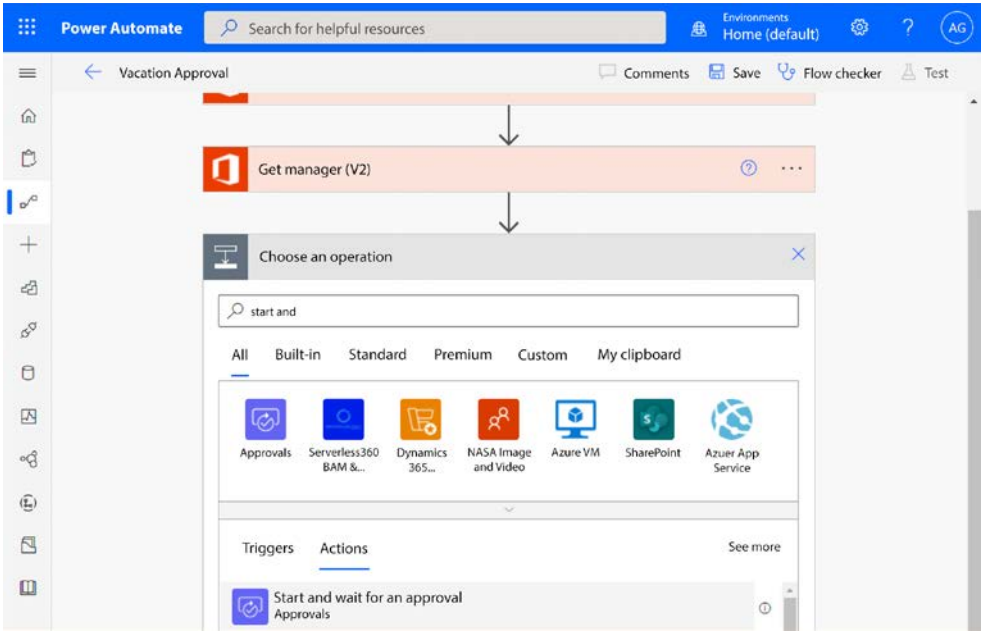 Power Automate
Search for helpful resources
Environments
Home (default)
?
AG
Vacation Approval
Comments
Save
Flow checker
Test
Get manager (V2)
?
...
Choose an operation
start and
All
Built-in
Standard
Premium
Custom
My clipboard
Approvals
Serverless360
BAM &...
Dynamics
365...
NASA Image
and Video
Azure VM
S
SharePoint
Azuer App
Service
Triggers
Actions
See more
Start and wait for an approval
Approvals